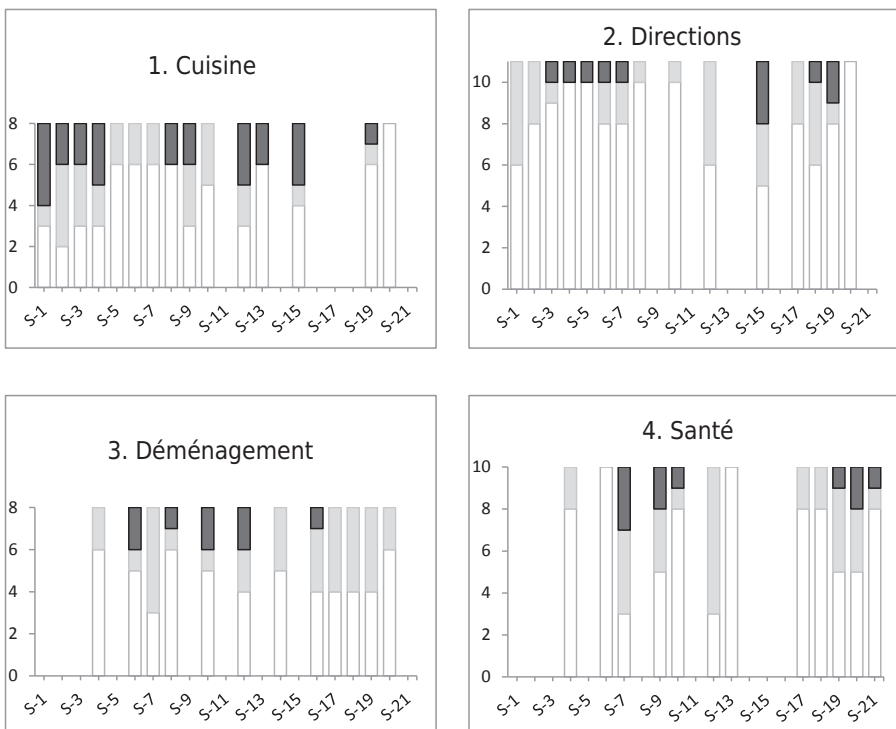 1. Cuisine
8
6
4
2
0
S-1
S-3
S-5
S-7
S-9
S-11
S-13
S-15
S-17
S-19
S-21
2. Directions
10
8
6
4
2
0
S-1
S-3
S-5
S-7
S-9
S-11
S-13
S-15
S-17
S-19
S-21
3. Déménagement
8
6
4
2
0
S-1
S-3
S-5
S-7
S-9
S-11
S-13
S-15
S-17
S-19
S-21
4. Santé
10
8
6
4
2
0
S-1
S-3
S-5
S-7
S-9
S-11
S-13
S-15
S-17
S-19
S-21